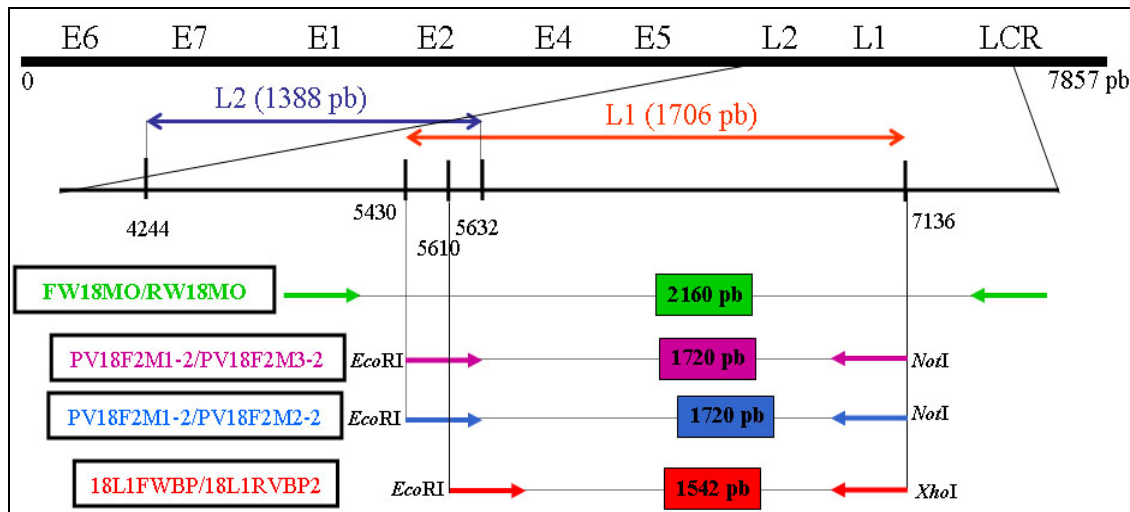 E6 E7 E1 E2 E4 E5 L2 L1 LCR
0 7857 pb
L2 (1388 pb)
L1 (1706 pb)
4244 5430 5610 5632 7136
FW18MO/RW18MO 2160 pb
PV18F2M1-2/PV18F2M3-2 EcoRI 1720 pb NotI
PV18F2M1-2/PV18F2M2-2 EcoRI 1720 pb NotI
18L1FWBP/18L1RVBP2 EcoRI 1542 pb XhoI